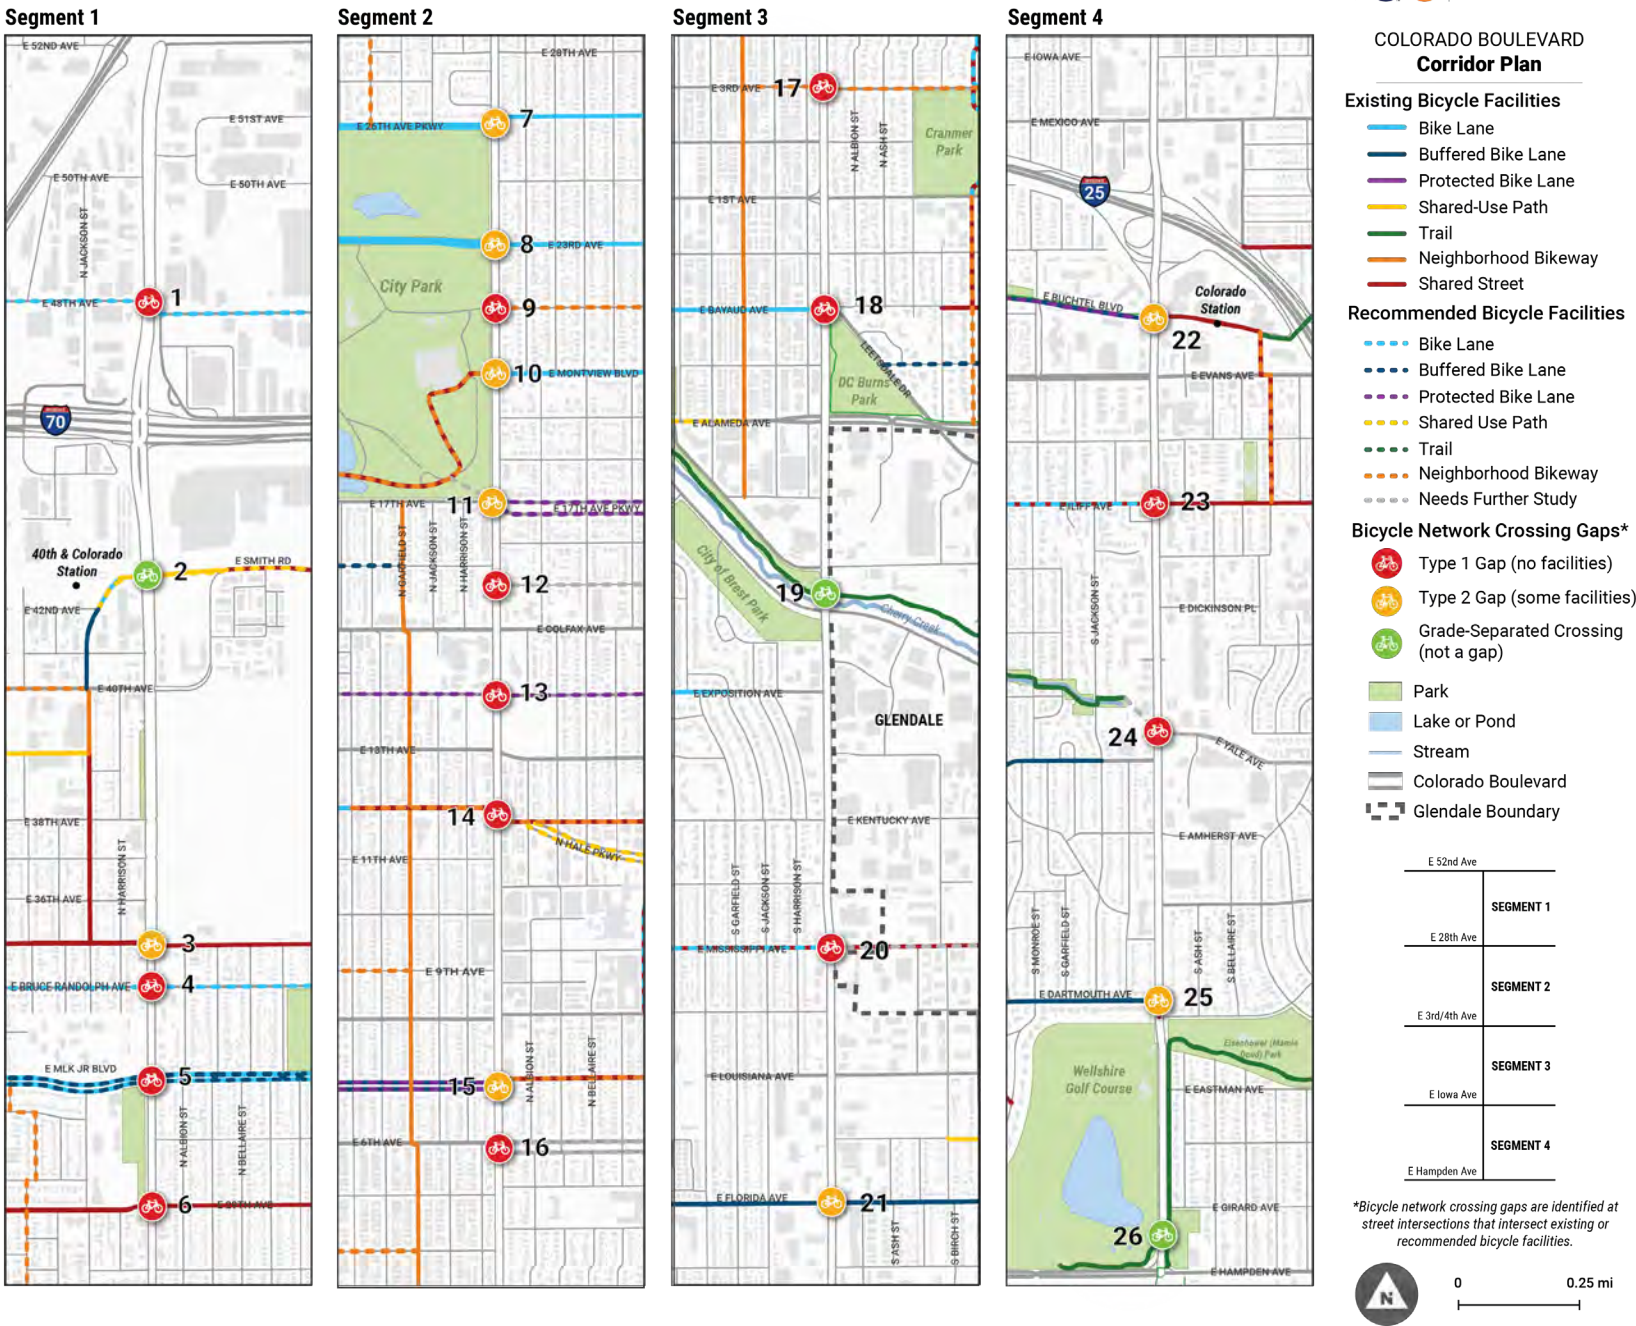 Segment 1
E 52ND AVE
E 51ST AVE
E 50TH AVE
E 50TH AVE
N JACKSON ST
E 48TH AVE
1
70
40th & Colorado
Station
2
E SMITH RD
E 42ND AVE
E 40TH AVE
E 38TH AVE
N HARRISON ST
E 36TH AVE
3
E BRUCE RANDOLPH AVE
4
E MLK JR BLVD
5
N ALBION ST
N BELLAIRE ST
6
E 29TH AVE
Segment 2
E 28TH AVE
7
E 26TH AVE PKWY
8
E 23RD AVE
City Park
9
10
E MONTVIEW BLVD
11
E 17TH AVE
E 17TH AVE PKWY
N GARFIELD ST
N JACKSON ST
N HARRISON ST
12
E COLFAX AVE
13
E 13TH AVE
14
N HALE PKWY
E 11TH AVE
E 9TH AVE
N ALBION ST
N BELLAIRE ST
15
E 6TH AVE
16
Segment 3
E 3RD AVE
17
N ALBION ST
N ASH ST
Cranmer
Park
E 1ST AVE
E BAYAUD AVE
18
LEETSDALE DR
DC Burns
Park
E ALAMEDA AVE
City of Brest Park
19
Cherry Creek
E EXPOSITION AVE
GLENDALE
E KENTUCKY AVE
S GARFIELD ST
S JACKSON ST
S HARRISON ST
E MISSISSIPPI AVE
20
E LOUISIANA AVE
E FLORIDA AVE
21
S ASH ST
S BIRCH ST
Segment 4
E IOWA AVE
E MEXICO AVE
25
E BUCHTEL BLVD
Colorado
Station
22
E EVANS AVE
E ILIFF AVE
23
S JACKSON ST
E DICKINSON PL
24
E YALE AVE
E AMHERST AVE
S MONROE ST
S GARFIELD ST
S ASH ST
S BELLAIRE ST
E DARTMOUTH AVE
25
Eisenhower (Mamie
Doud) Park
Wellshire
Golf Course
E EASTMAN AVE
E GIRARD AVE
26
E HAMPDEN AVE
COLORADO BOULEVARD
Corridor Plan
Existing Bicycle Facilities
Bike Lane
Buffered Bike Lane
Protected Bike Lane
Shared-Use Path
Trail
Neighborhood Bikeway
Shared Street
Recommended Bicycle Facilities
Bike Lane
Buffered Bike Lane
Protected Bike Lane
Shared Use Path
Trail
Neighborhood Bikeway
Needs Further Study
Bicycle Network Crossing Gaps*
Type 1 Gap (no facilities)
Type 2 Gap (some facilities)
Grade-Separated Crossing
(not a gap)
Park
Lake or Pond
Stream
Colorado Boulevard
Glendale Boundary
E 52nd Ave
SEGMENT 1
E 28th Ave
SEGMENT 2
E 3rd/4th Ave
SEGMENT 3
E Iowa Ave
SEGMENT 4
E Hampden Ave
*Bicycle network crossing gaps are identified at
street intersections that intersect existing or
recommended bicycle facilities.
N
0 0.25 mi